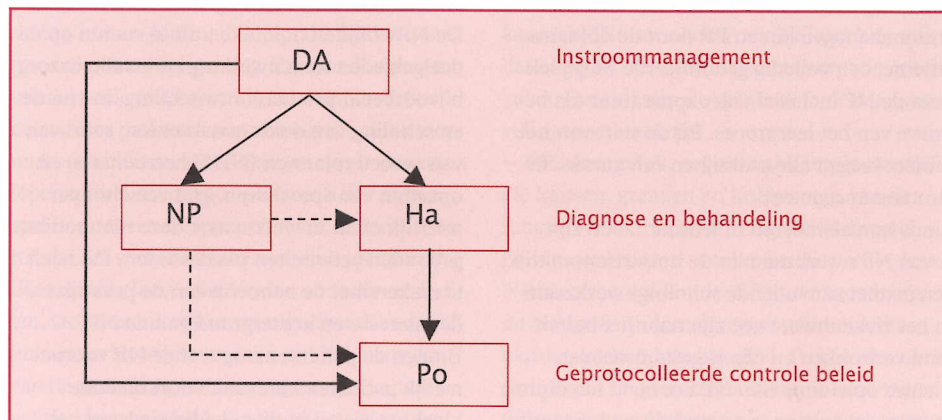 DA
Instroommanagement
NP
Ha
Diagnose en behandeling
Po
Geprotocolleerde controle beleid